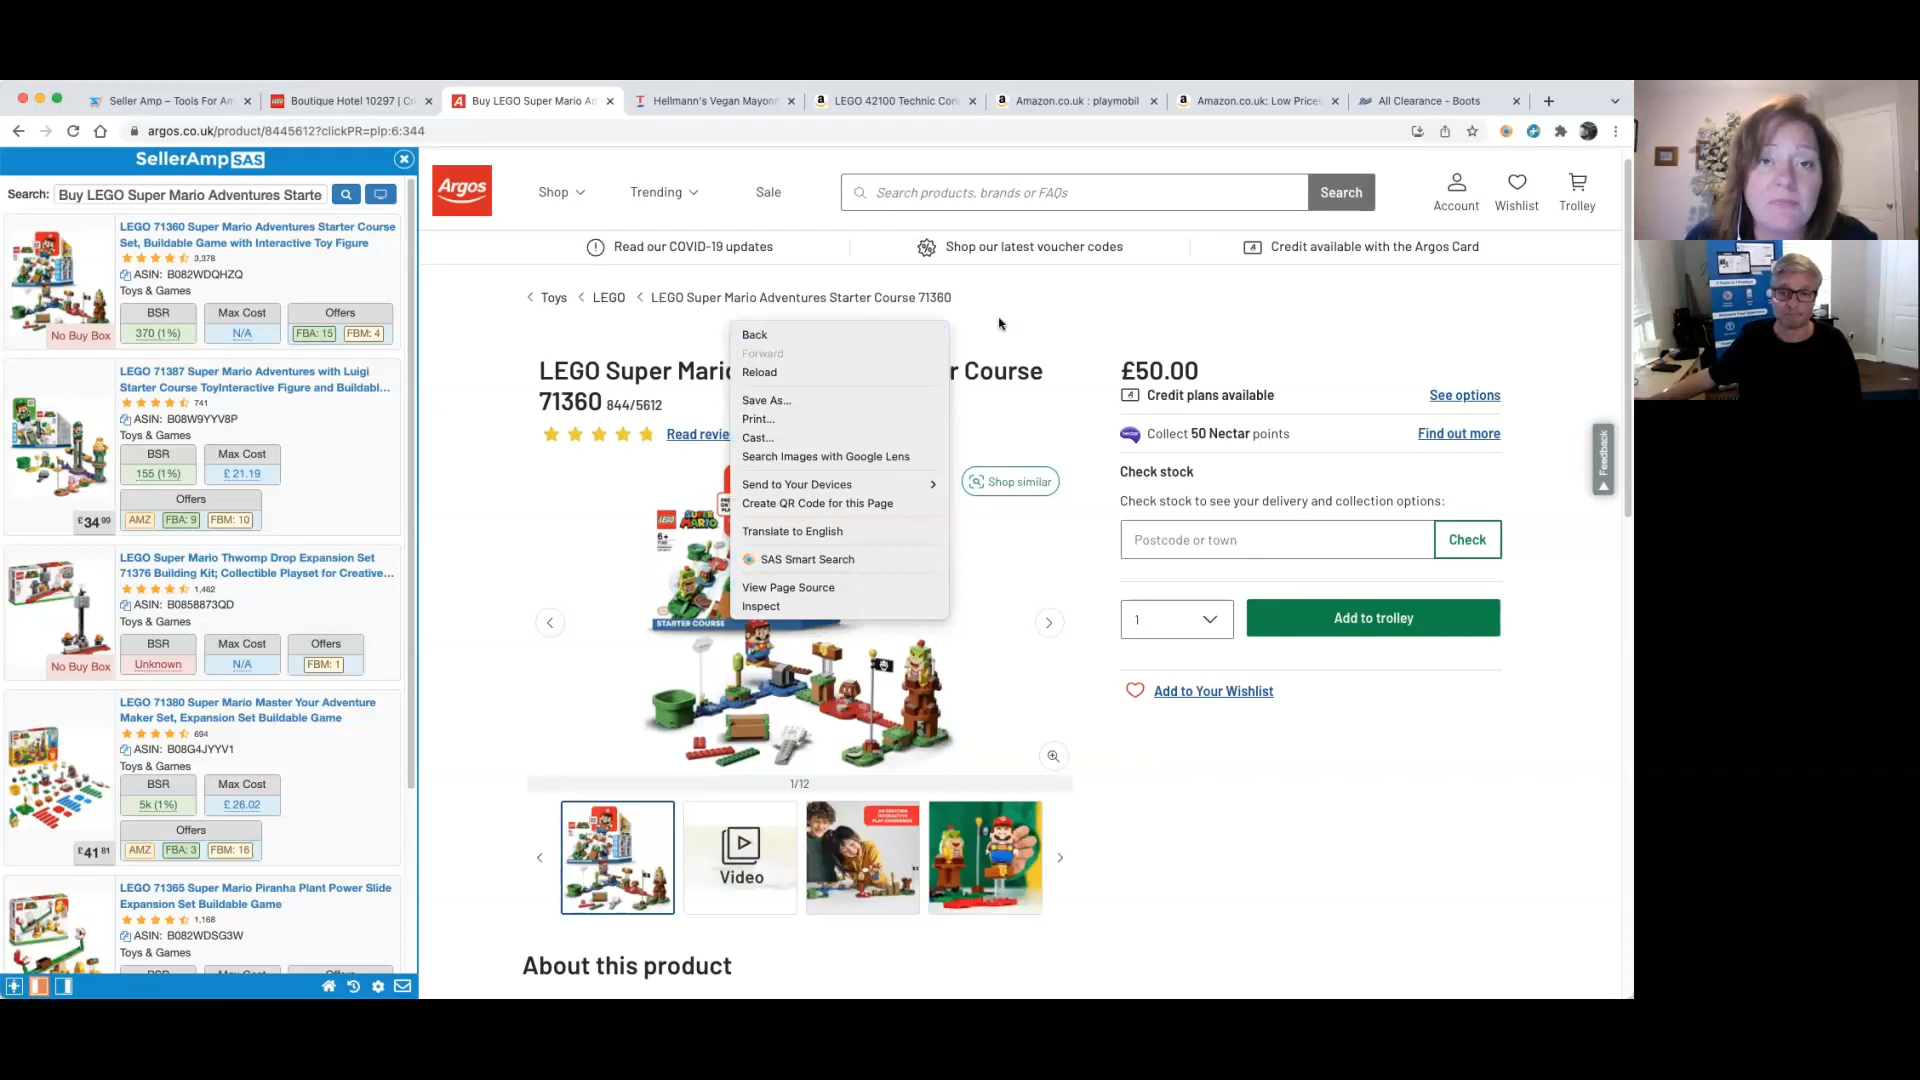 Seller Amp – Tools For Am
Boutique Hotel 10297 | Cr
Buy LEGO Super Mario Ad
Hellmann's Vegan Mayonn
LEGO 42100 Technic Con
Amazon.co.uk : playmobil
Amazon.co.uk: Low Prices
All Clearance - Boots
argos.co.uk/product/8445612?clickPR=plp:6:344
SellerAmp SAS
Search: Buy LEGO Super Mario Adventures Starte
LEGO 71360 Super Mario Adventures Starter Course
Set, Buildable Game with Interactive Toy Figure
3,378
ASIN: B082WDQHZQ
Toys & Games
BSR Max Cost Offers
370 (1%) N/A FBA: 15 FBM: 4
No Buy Box
LEGO 71387 Super Mario Adventures with Luigi
Starter Course ToyInteractive Figure and Buildabl...
741
ASIN: B08W9YYV8P
Toys & Games
BSR Max Cost
155 (1%) £ 21.19
Offers
£34 99 AMZ FBA: 9 FBM: 10
LEGO Super Mario Thwomp Drop Expansion Set
71376 Building Kit; Collectible Playset for Creative...
1,462
ASIN: B0858873QD
Toys & Games
BSR Max Cost Offers
Unknown N/A FBM: 1
No Buy Box
LEGO 71380 Super Mario Master Your Adventure
Maker Set, Expansion Set Buildable Game
694
ASIN: B08G4JYYV1
Toys & Games
BSR Max Cost
5k (1%) £ 26.02
Offers
£41 81 AMZ FBA: 3 FBM: 16
LEGO 71365 Super Mario Piranha Plant Power Slide
Expansion Set Buildable Game
1,168
ASIN: B082WDSG3W
Toys & Games
BSR Max Cost Offers
Argos
Shop Trending Sale
Search products, brands or FAQs
Search
Account Wishlist Trolley
Read our COVID-19 updates
Shop our latest voucher codes
Credit available with the Argos Card
Toys LEGO LEGO Super Mario Adventures Starter Course 71360
LEGO Super Mario r Course
71360 844/5612
Read revie
Back
Forward
Reload
Save As...
Print...
Cast...
Search Images with Google Lens
Send to Your Devices
Create QR Code for this Page
Translate to English
SAS Smart Search
View Page Source
Inspect
Shop similar
LEGO SUPER MARIO
6+
STARTER COURSE
1/12
Video
About this product
£50.00
Credit plans available See options
nectar Collect 50 Nectar points Find out more
Check stock
Check stock to see your delivery and collection options:
Postcode or town Check
1 Add to trolley
Add to Your Wishlist
Feedback